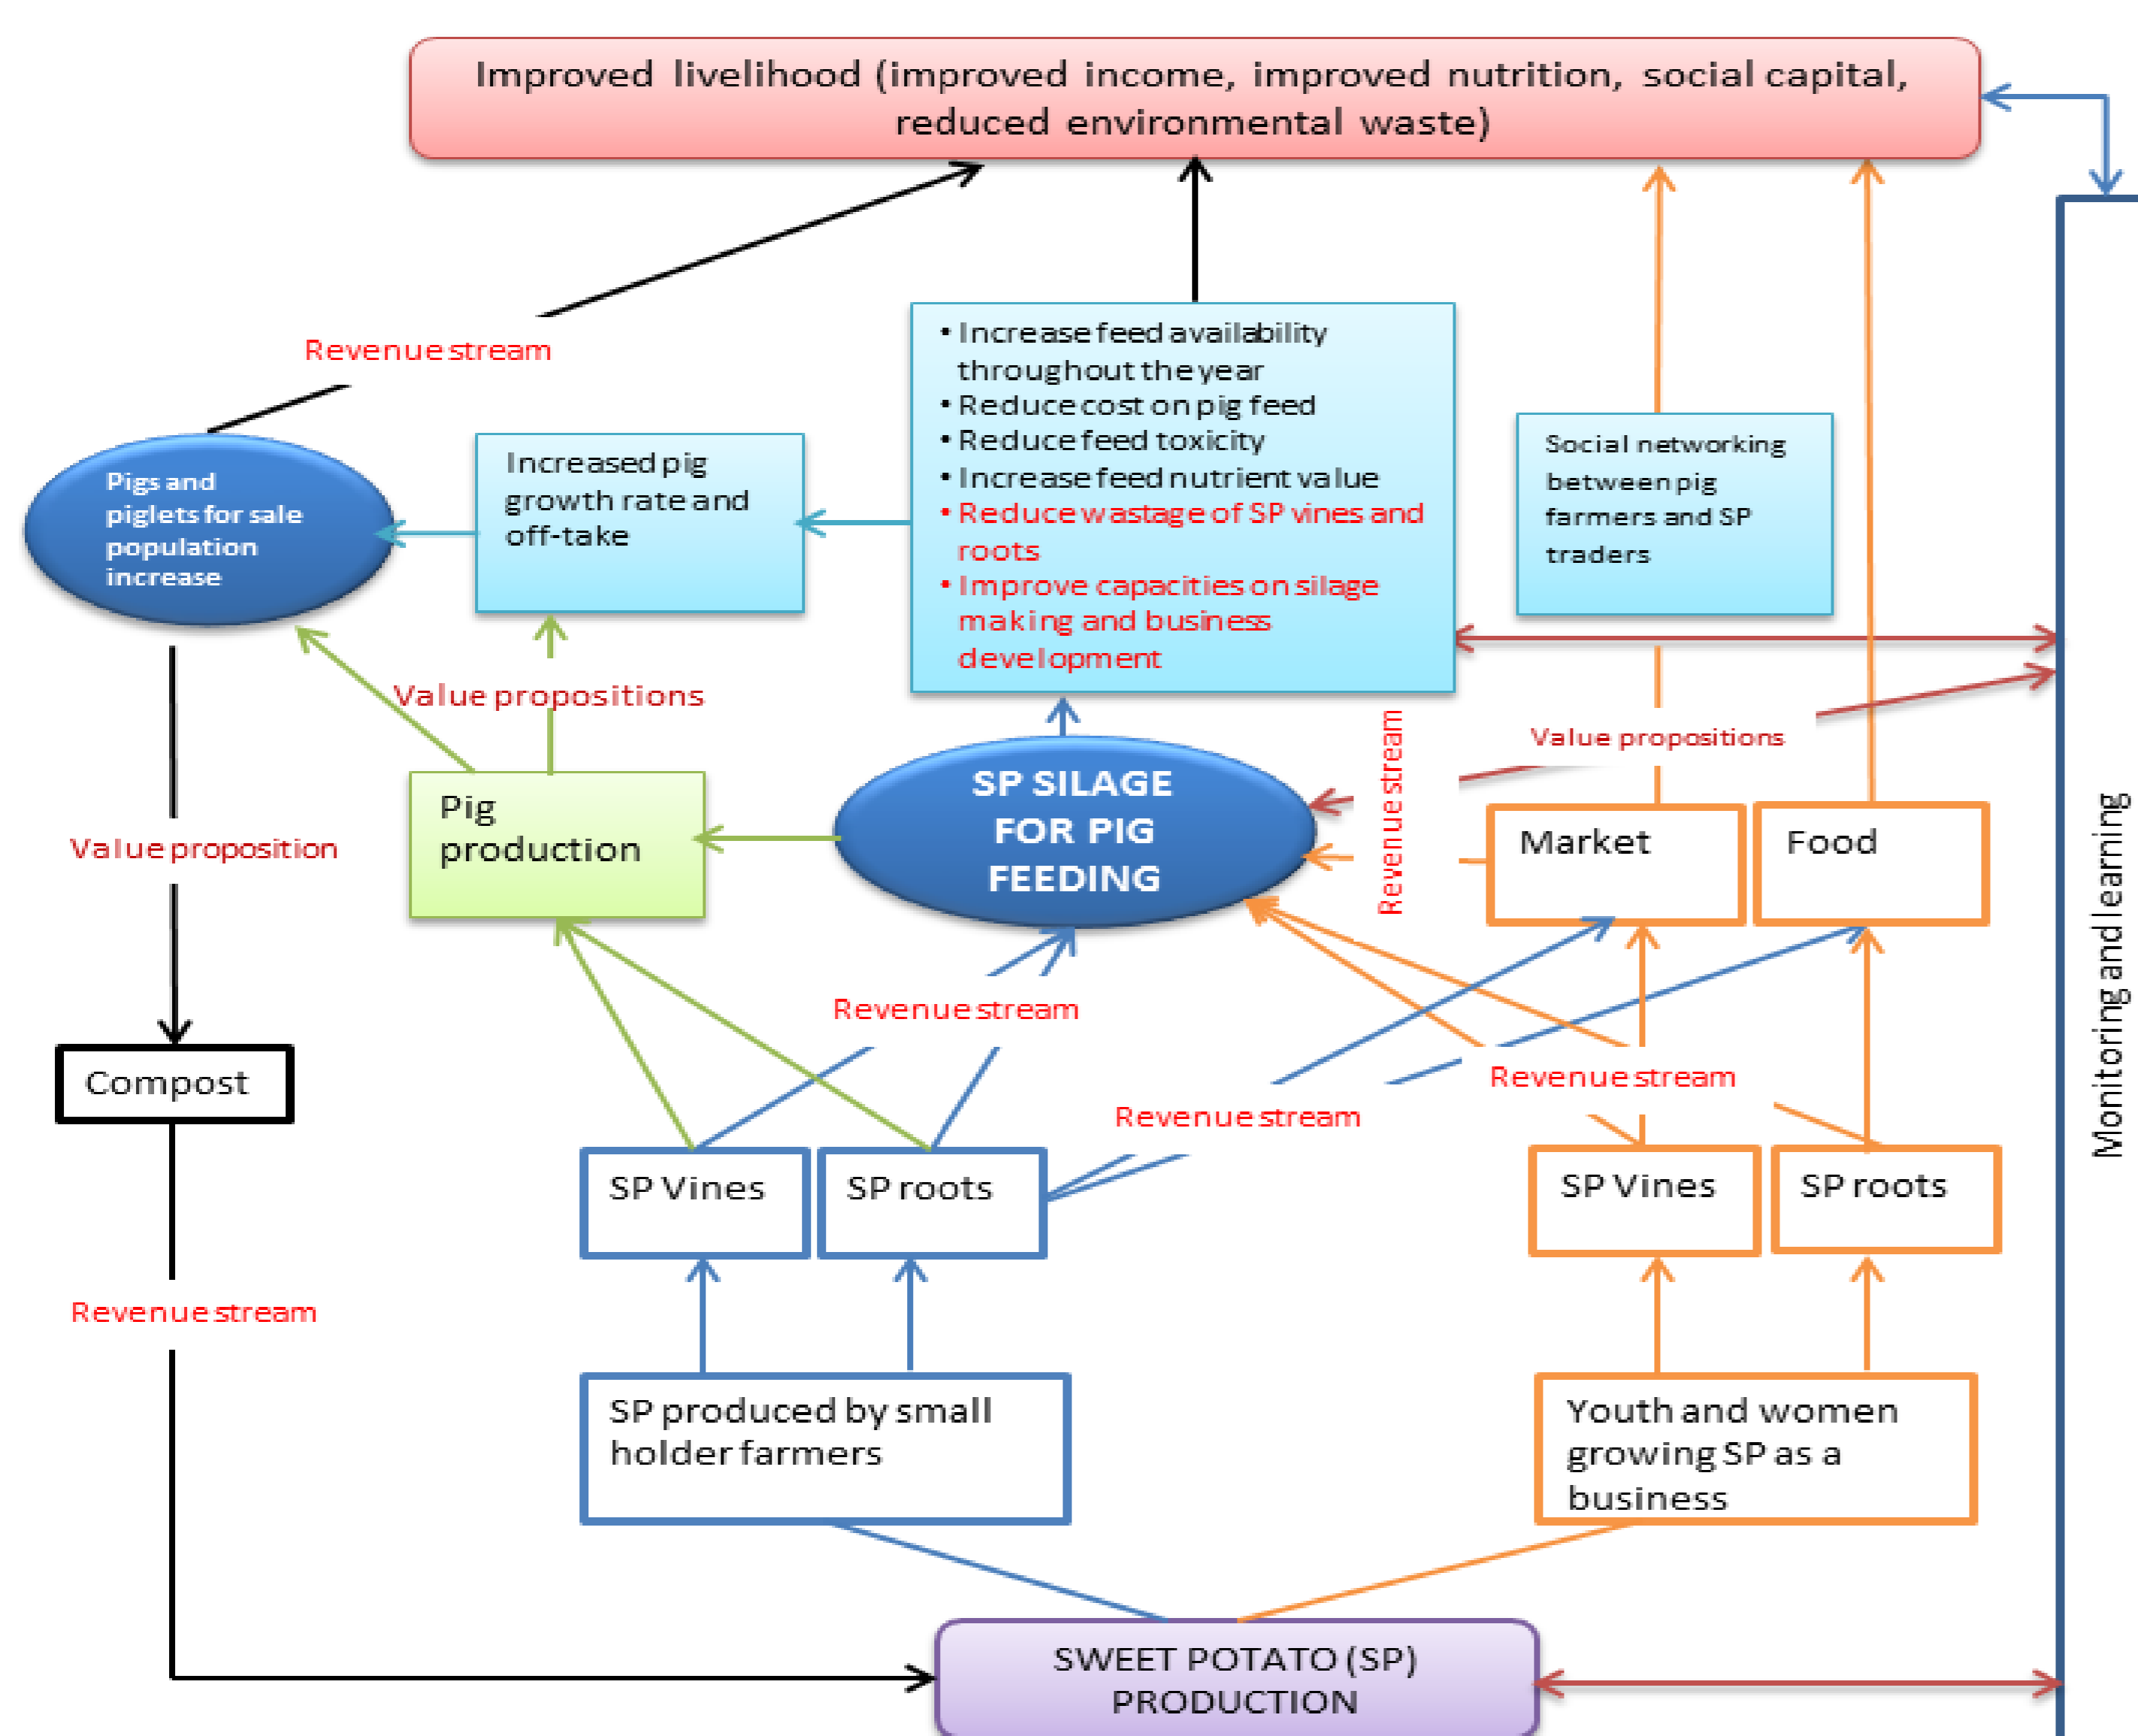 Improved livelihood (improved income, improved nutrition, social capital,
reduced environmental waste)
Revenue stream
• Increase feed availability
throughout the year
• Reduce cost on pig feed
• Reduce feed toxicity
• Increase feed nutrient value
• Reduce wastage of SP vines and
roots
• Improve capacities on silage
making and business
development
Social networking
between pig
farmers and SP
traders
Increased pig
growth rate and
off-take
Pigs and
piglets for sale
population
increase
Value propositions
Revenue stream
Value propositions
Pig
production
SP SILAGE
FOR PIG
FEEDING
Market
Food
Value proposition
Monitoring and learning
Revenue stream
Compost
Revenue stream
Revenue stream
SP Vines
SP roots
SP Vines
SP roots
Revenue stream
SP produced by small
holder farmers
Youth and women
growing SP as a
business
SWEET POTATO (SP)
PRODUCTION